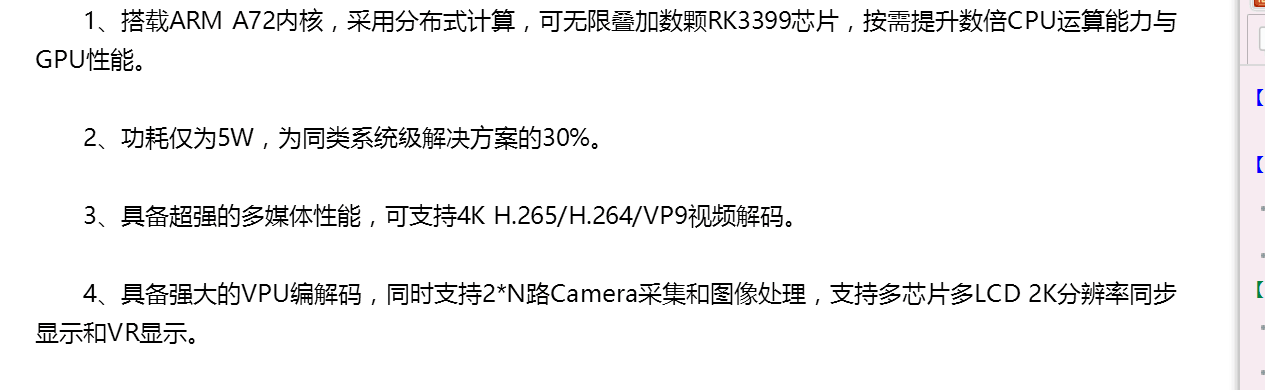 1、搭载ARM A72内核，采用分布式计算，可无限叠加数颗RK3399芯片，按需提升数倍CPU运算能力与
GPU性能。
2、功耗仅为5W，为同类系统级解决方案的30%。
3、具备超强的多媒体性能，可支持4K H.265/H.264/VP9视频解码。
4、具备强大的VPU编解码，同时支持2*N路Camera采集和图像处理，支持多芯片多LCD 2K分辨率同步
显示和VR显示。
【
【
【